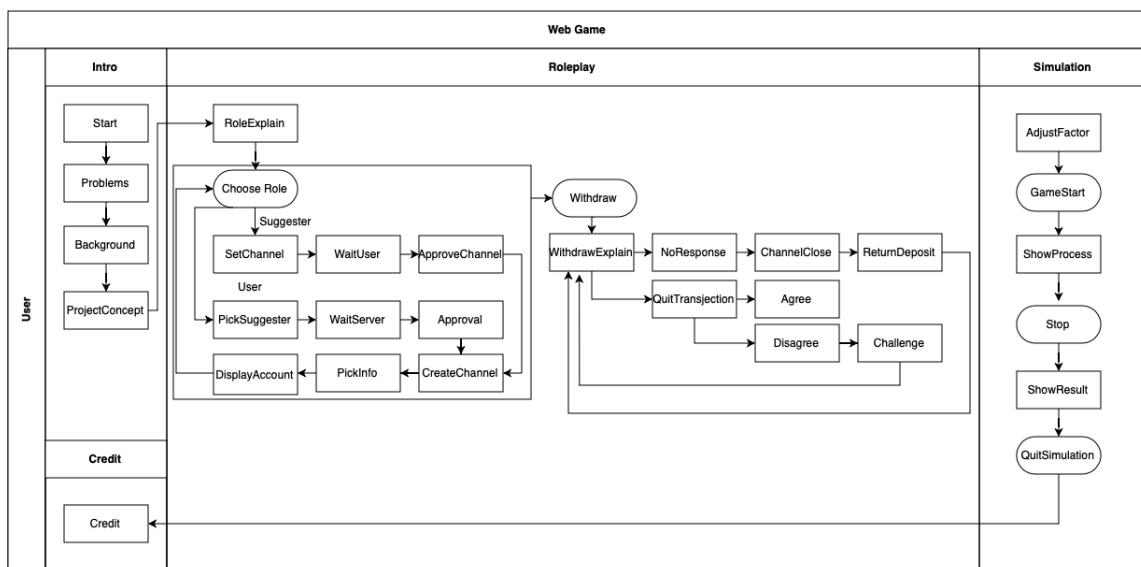 Web Game
User
Intro
Roleplay
Simulation
Start
Problems
Background
ProjectConcept
RoleExplain
Choose Role
Suggester
SetChannel
WaitUser
ApproveChannel
User
PickSuggester
WaitServer
Approval
DisplayAccount
PickInfo
CreateChannel
Withdraw
WithdrawExplain
NoResponse
ChannelClose
ReturnDeposit
QuitTransjection
Agree
Disagree
Challenge
AdjustFactor
GameStart
ShowProcess
Stop
ShowResult
QuitSimulation
Credit
Credit